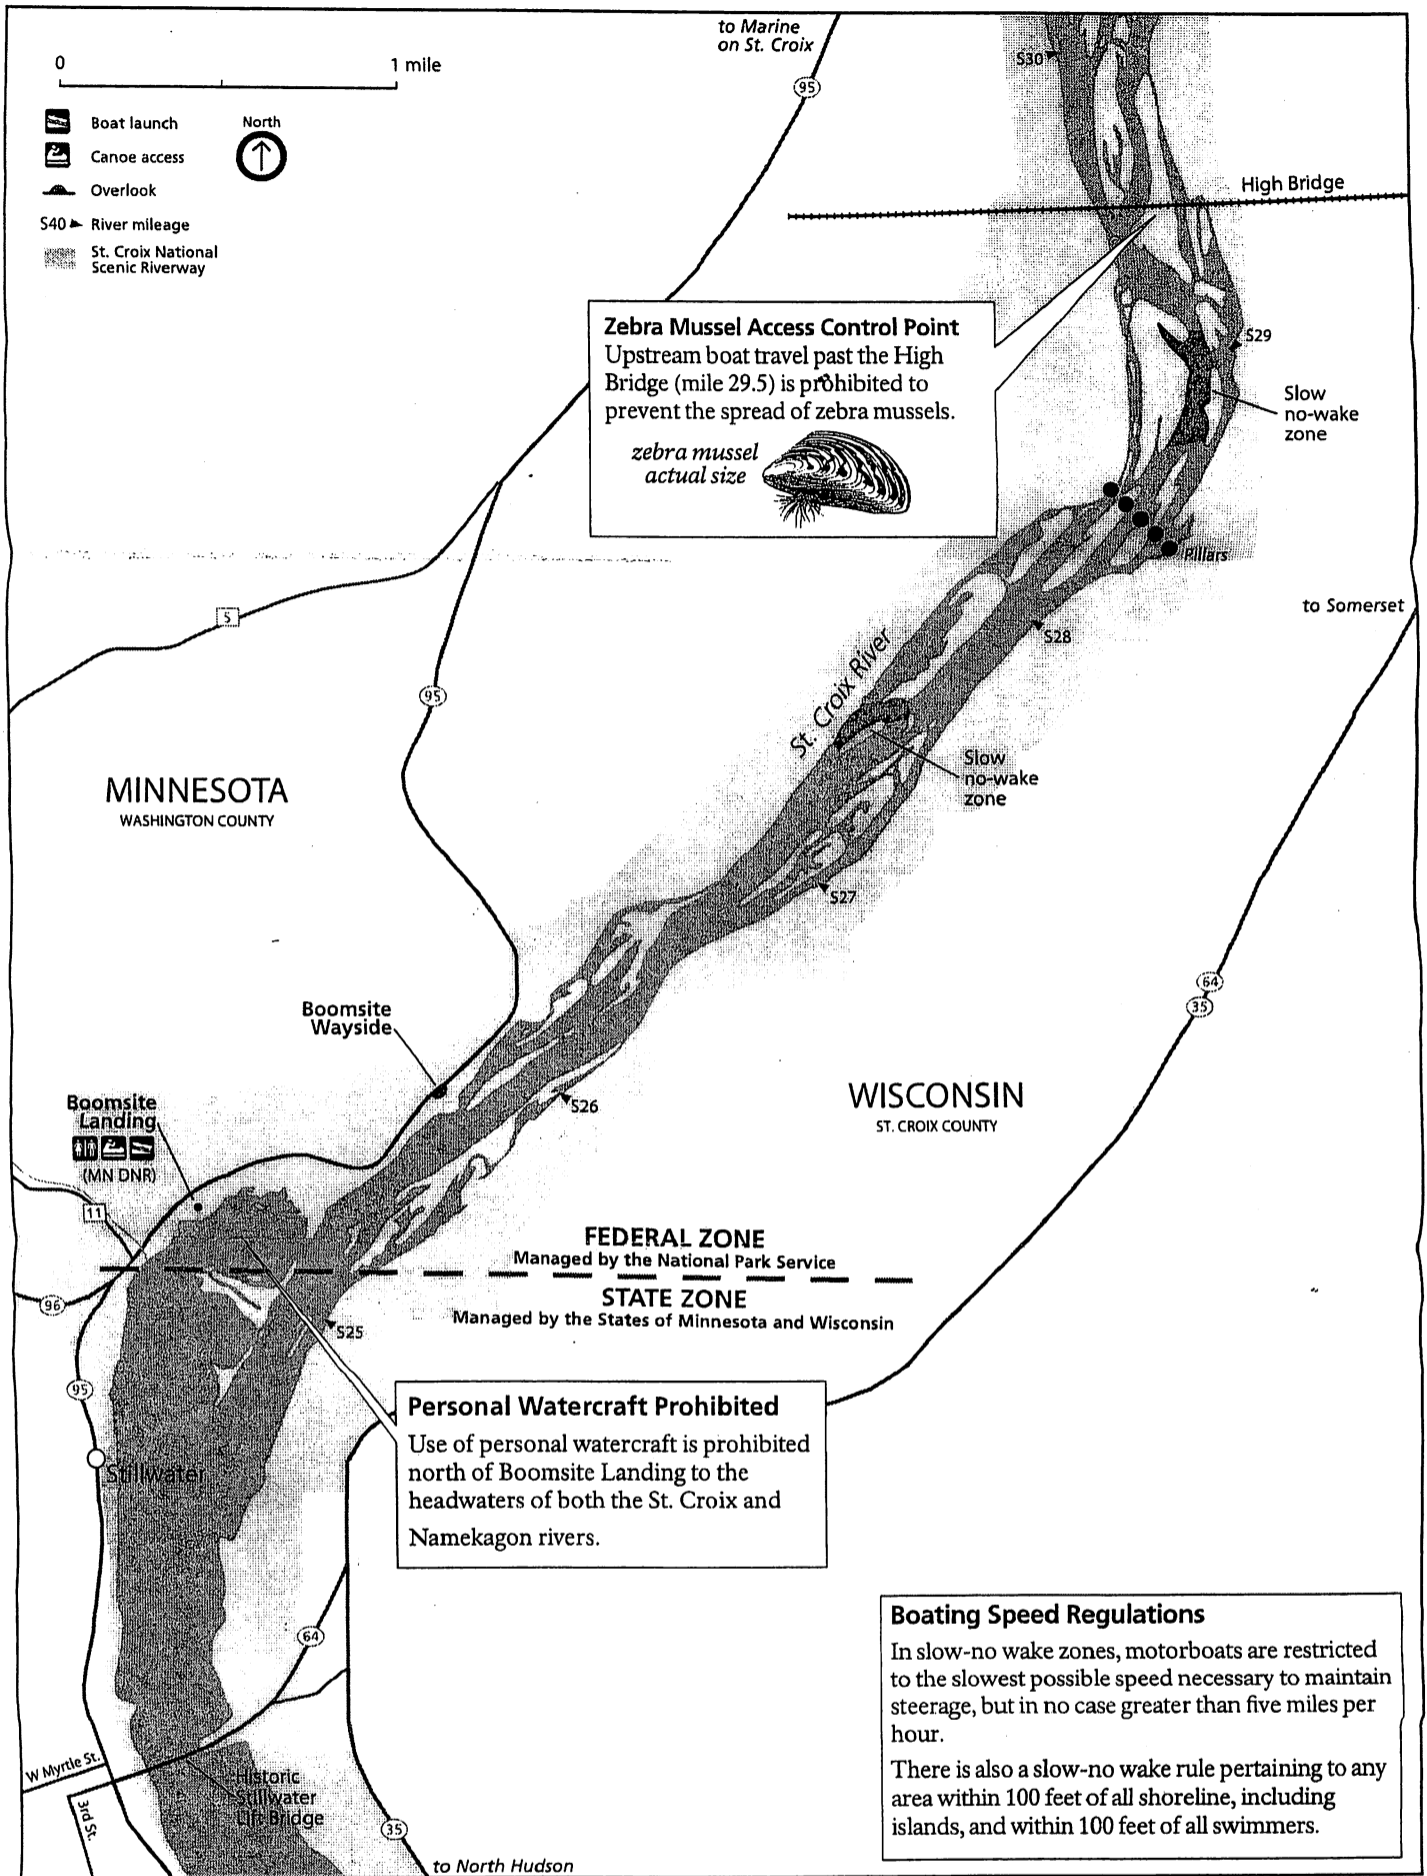 to Marine
on St. Croix
0
1 mile
95
S30
Boat launch
North
Canoe access
Overlook
S40 River mileage
St. Croix National
Scenic Riverway
High Bridge
Zebra Mussel Access Control Point
Upstream boat travel past the High
Bridge (mile 29.5) is prohibited to
prevent the spread of zebra mussels.
zebra mussel
actual size
S29
Slow
no-wake
zone
Pillars
to Somerset
5
S28
95
St. Croix River
Slow
no-wake
zone
MINNESOTA
WASHINGTON COUNTY
S27
64
35
Boomsite
Wayside
WISCONSIN
ST. CROIX COUNTY
Boomsite
Landing
(MN DNR)
S26
11
FEDERAL ZONE
Managed by the National Park Service
STATE ZONE
Managed by the States of Minnesota and Wisconsin
96
S25
95
Stillwater
Personal Watercraft Prohibited
Use of personal watercraft is prohibited
north of Boomsite Landing to the
headwaters of both the St. Croix and
Namekagon rivers.
64
Boating Speed Regulations
In slow-no wake zones, motorboats are restricted
to the slowest possible speed necessary to maintain
steerage, but in no case greater than five miles per
hour.
There is also a slow-no wake rule pertaining to any
area within 100 feet of all shoreline, including
islands, and within 100 feet of all swimmers.
W Myrtle St.
3rd St.
Historic
Stillwater
Lift Bridge
35
to North Hudson